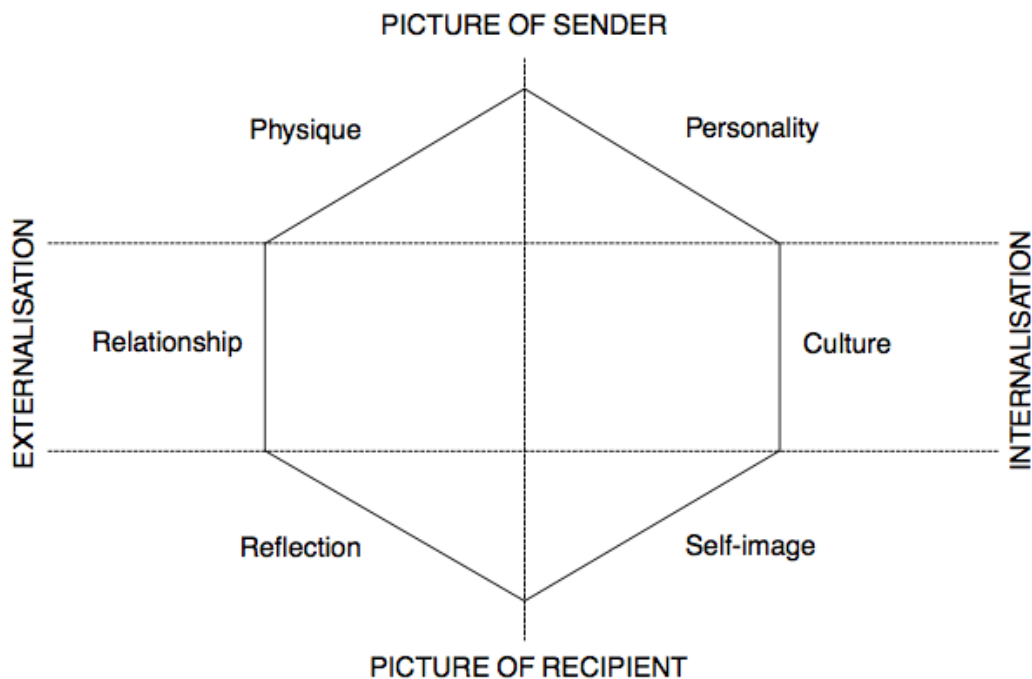 PICTURE OF SENDER
Physique
Personality
EXTERNALISATION
Relationship
Culture
INTERNALISATION
Reflection
Self-image
PICTURE OF RECIPIENT